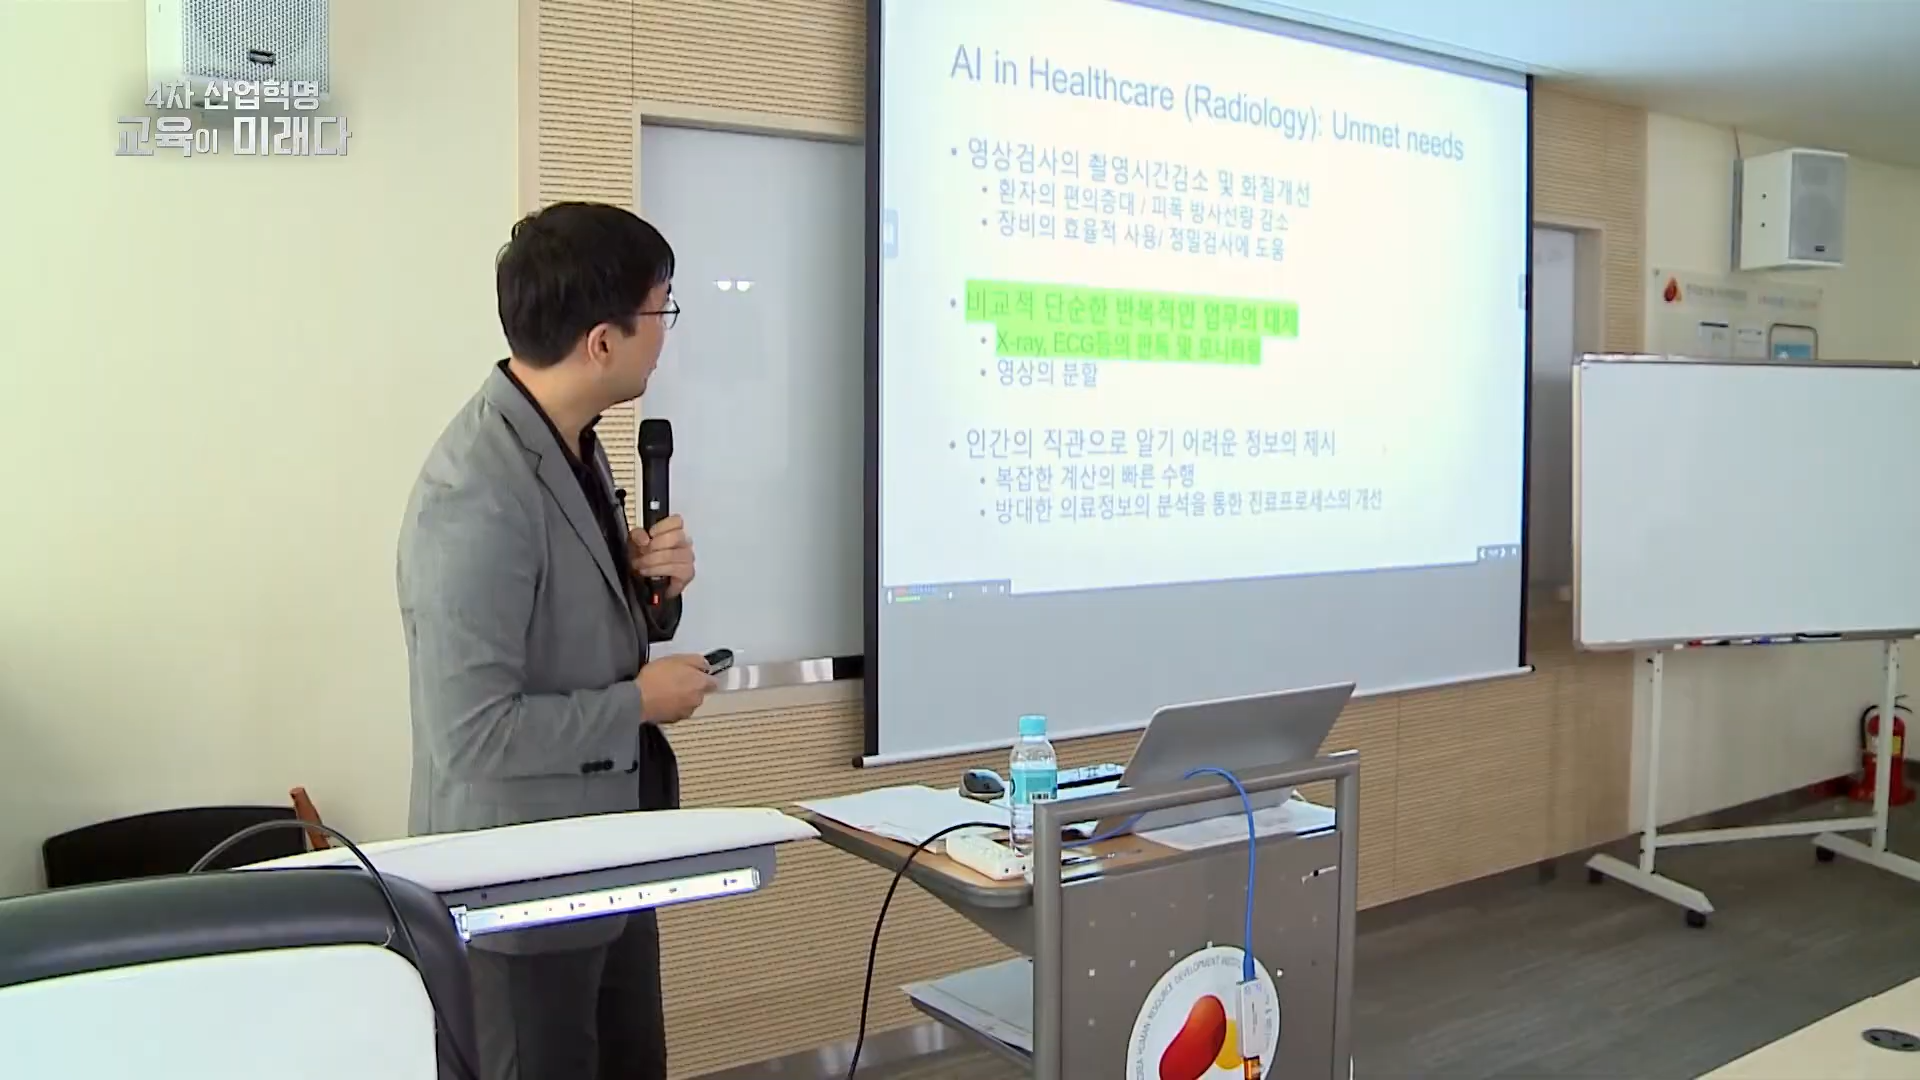 4차 산업혁명
교육이 미래다
AI in Healthcare (Radiology): Unmet needs
• 영상검사의 촬영시간감소 및 화질개선
• 환자의 편의증대 / 피폭 방사선량 감소
• 장비의 효율적 사용/ 정밀검사에 도움
• 비교적 단순한 반복적인 업무의 대체
• X-ray, ECG등의 판독 및 모니터링
• 영상의 분할
• 인간의 직관으로 알기 어려운 정보의 제시
• 복잡한 계산의 빠른 수행
• 방대한 의료정보의 분석을 통한 진료프로세스의 개선
KOREA HUMAN RESOURCE DEVELOPMENT